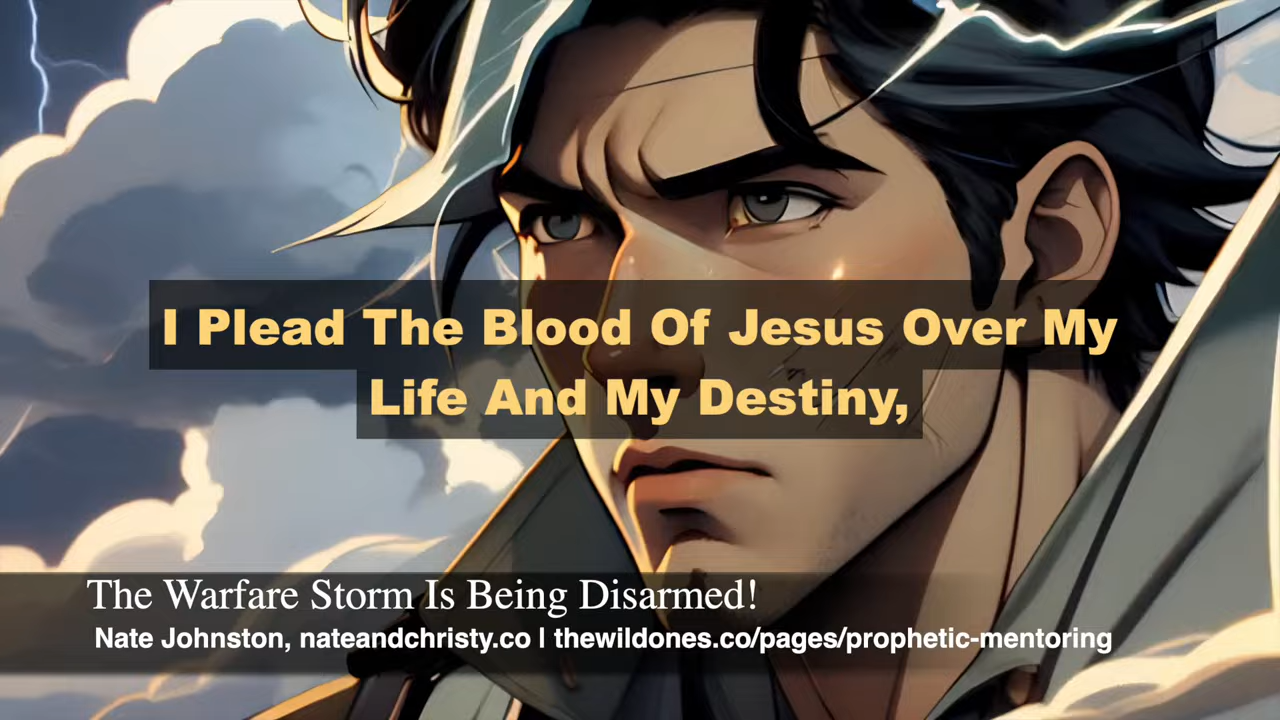 I Plead The Blood Of Jesus Over My
Life And My Destiny,
The Warfare Storm Is Being Disarmed!
Nate Johnston, nateandchristy.co | thewildones.co/pages/prophetic-mentoring